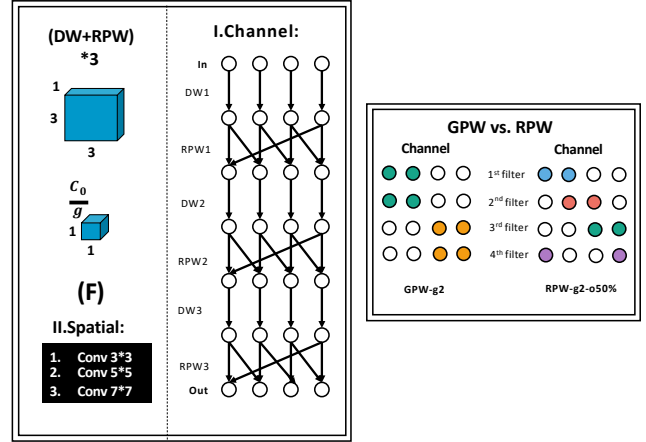 (DW+RPW)
*3
1
3
3
C₀
g
1
1
(F)
II.Spatial:
1. Conv 3*3
2. Conv 5*5
3. Conv 7*7
I.Channel:
In
DW1
RPW1
DW2
RPW2
DW3
RPW3
Out
GPW vs. RPW
Channel Channel
1st filter
2nd filter
3rd filter
4th filter
GPW-g2 RPW-g2-o50%